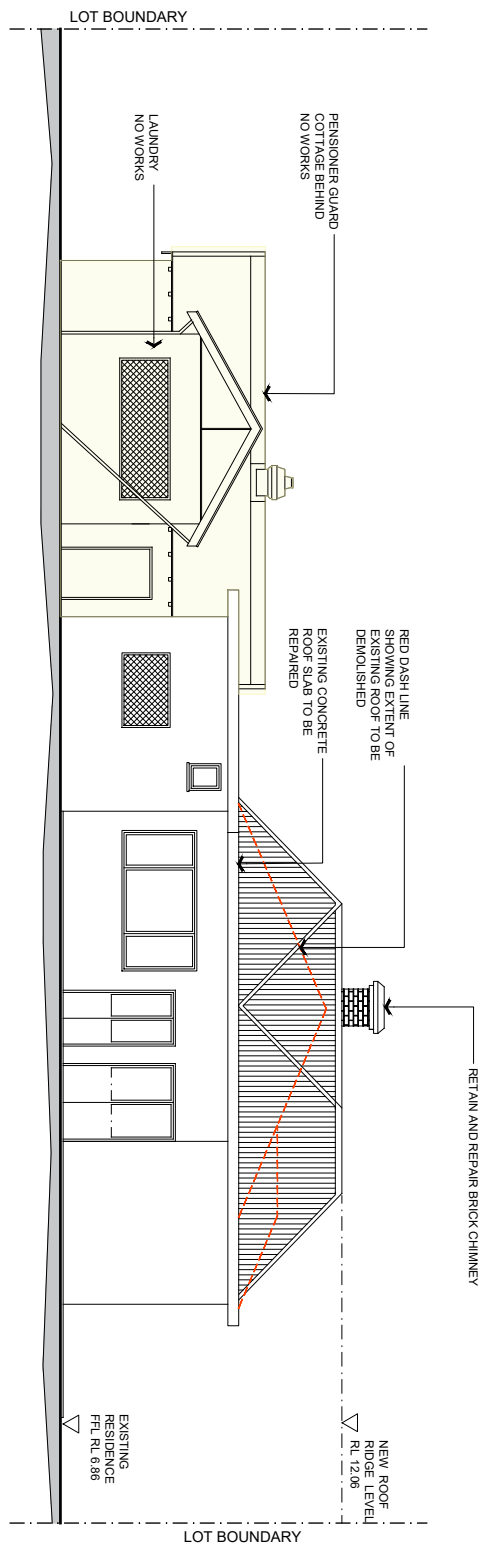 LOT BOUNDARY
PENSIONER GUARD
COTTAGE BEHIND
NO WORKS
LAUNDRY
NO WORKS
RED DASH LINE
SHOWING EXTENT OF
EXISTING ROOF TO BE
DEMOLISHED
EXISTING CONCRETE
ROOF SLAB TO BE
REPAIRED
RETAIN AND REPAIR BRICK CHIMNEY
NEW ROOF
RIDGE LEVEL
RL 12.06
EXISTING
RESIDENCE
FFL RL 6.86
LOT BOUNDARY